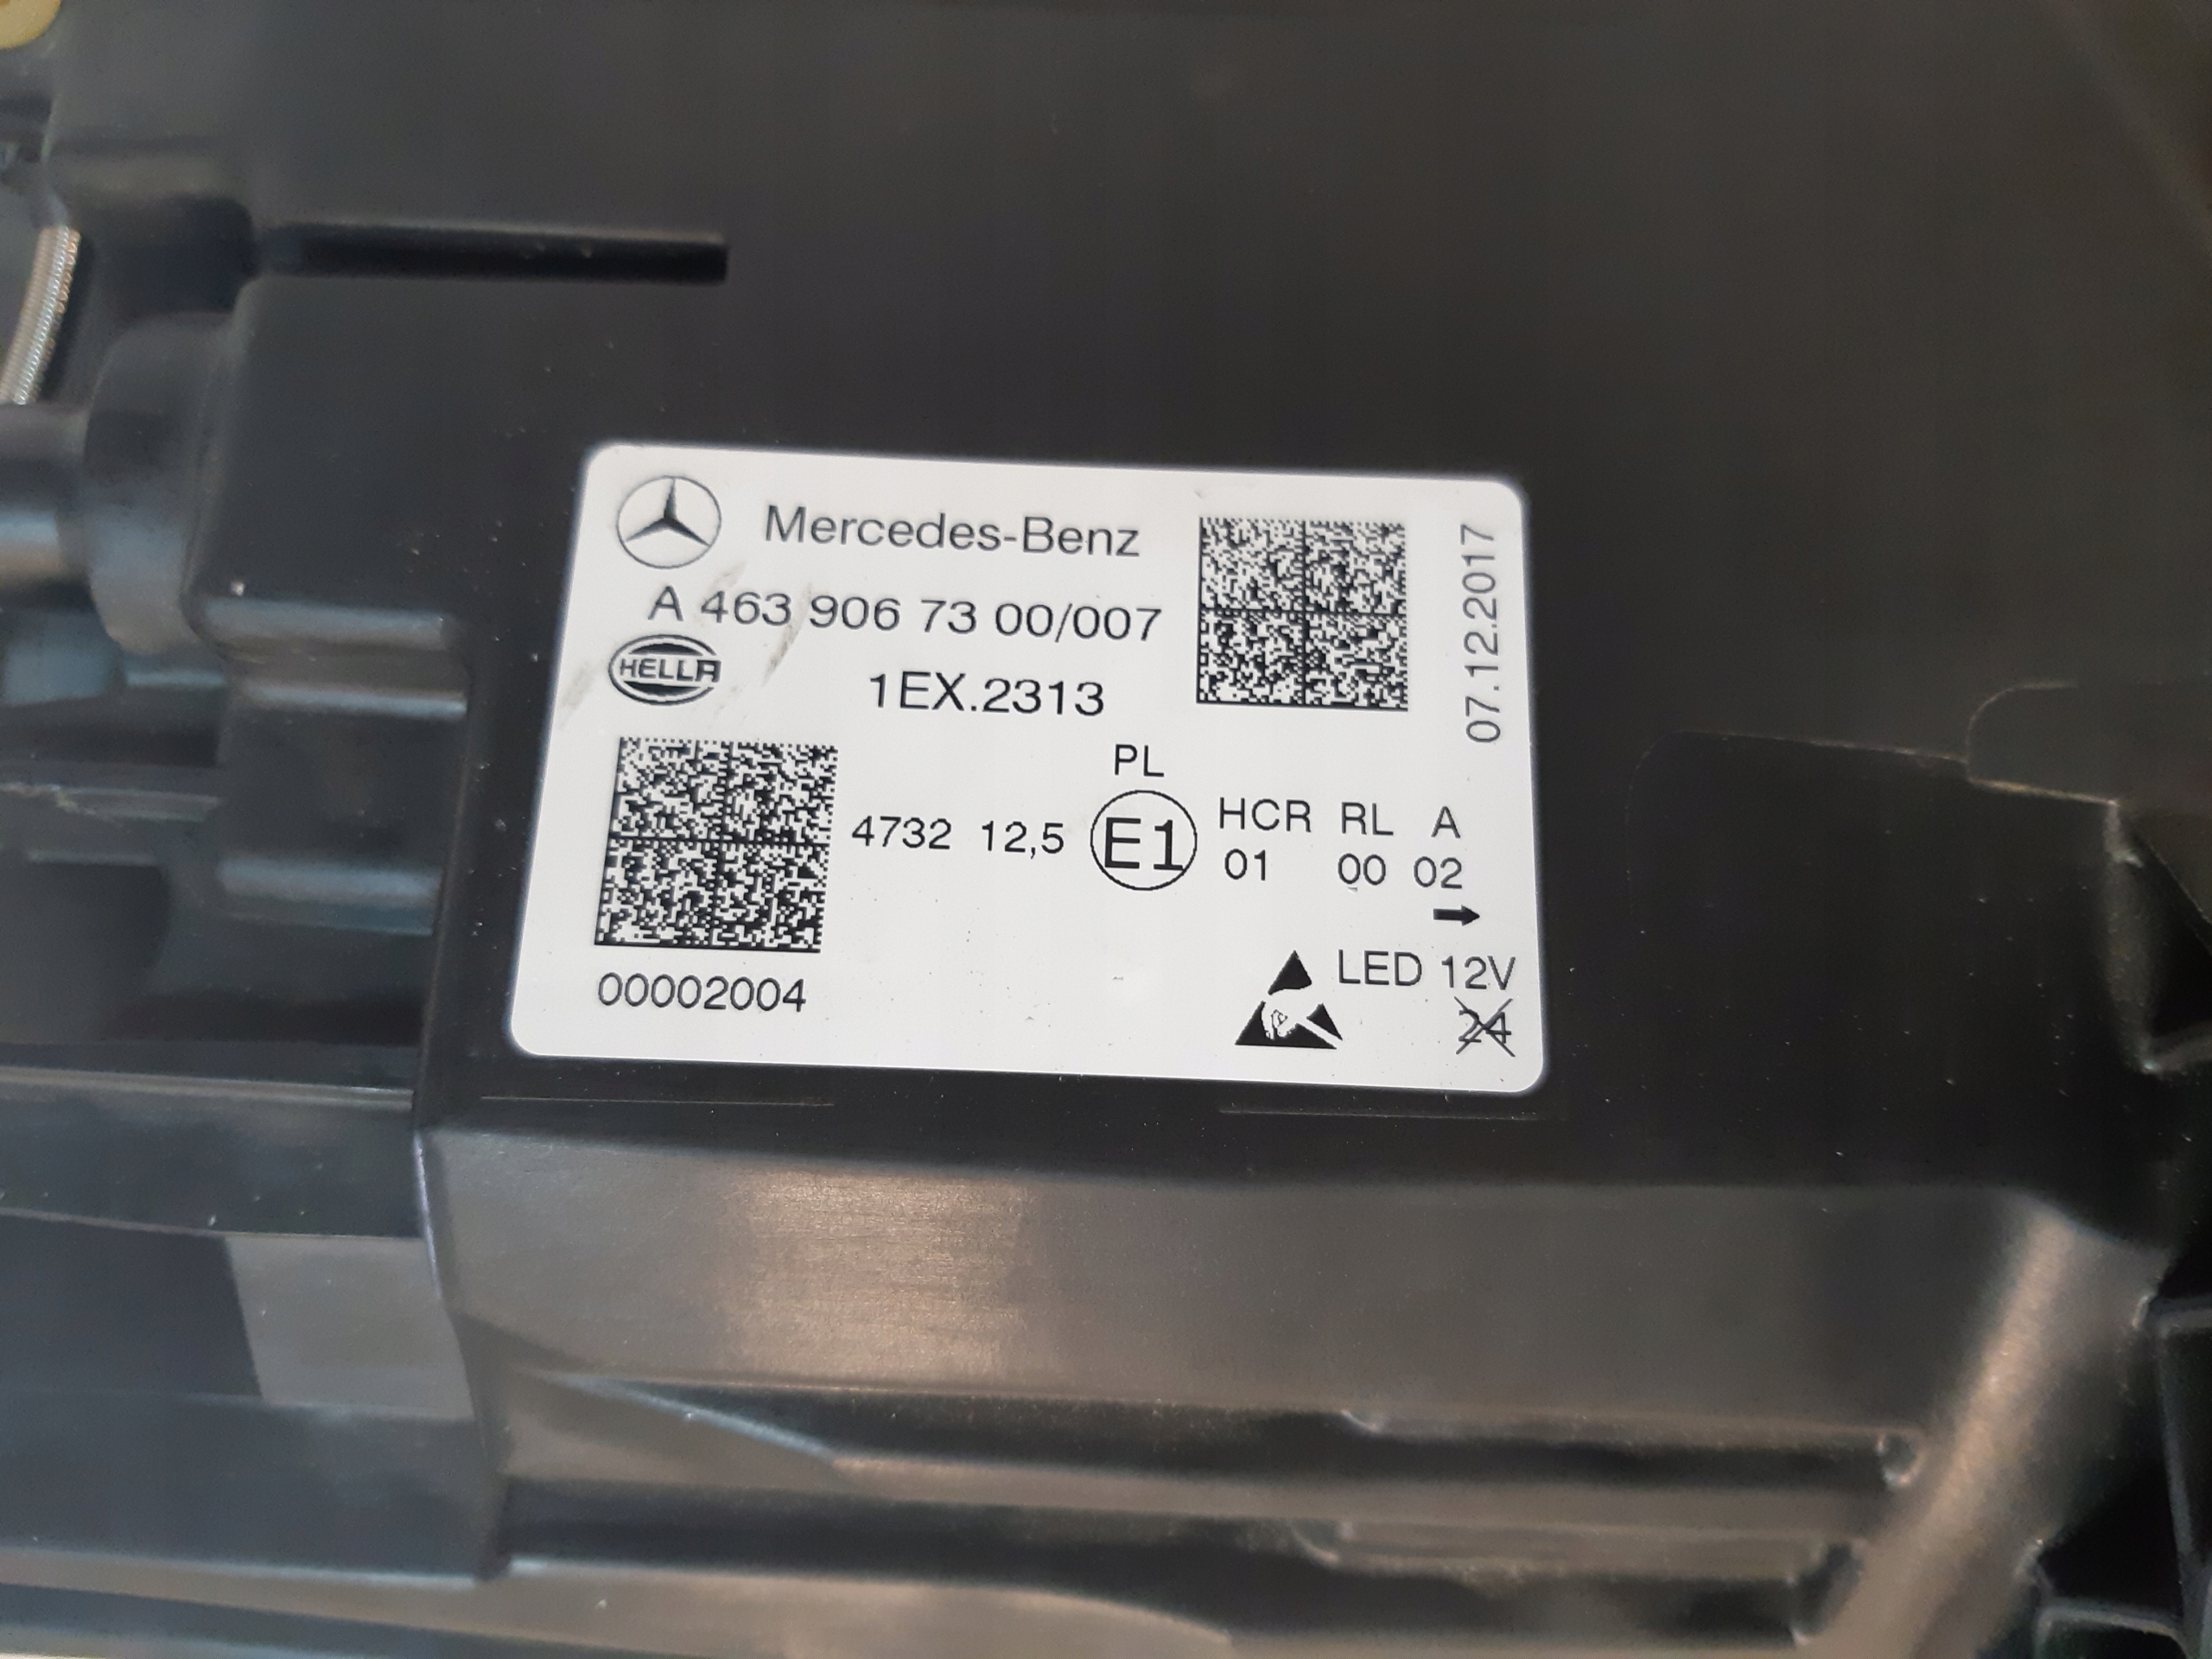 Mercedes-Benz
A 463 906 73 00/007
HELLA
1EX.2313
07.12.2017
PL
4732 12,5 E1 HCR RL A
01 00 02
00002004
LED 12V
24